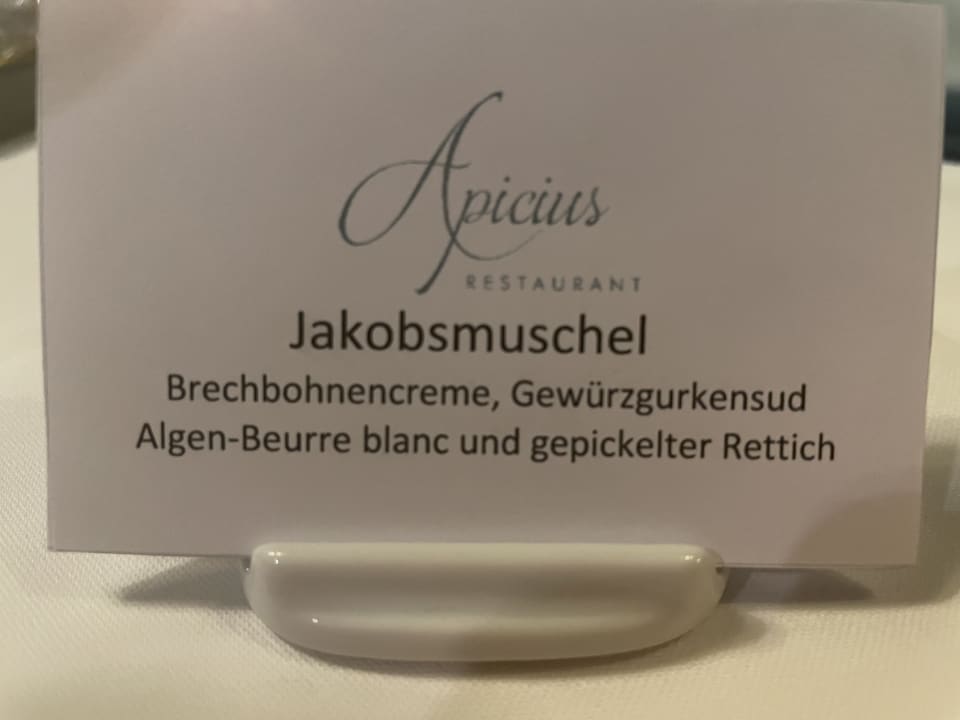 Apicius
RESTAURANT
Jakobsmuschel
Brechbohnencreme, Gewürzgurkensud
Algen-Beurre blanc und gepickelter Rettich